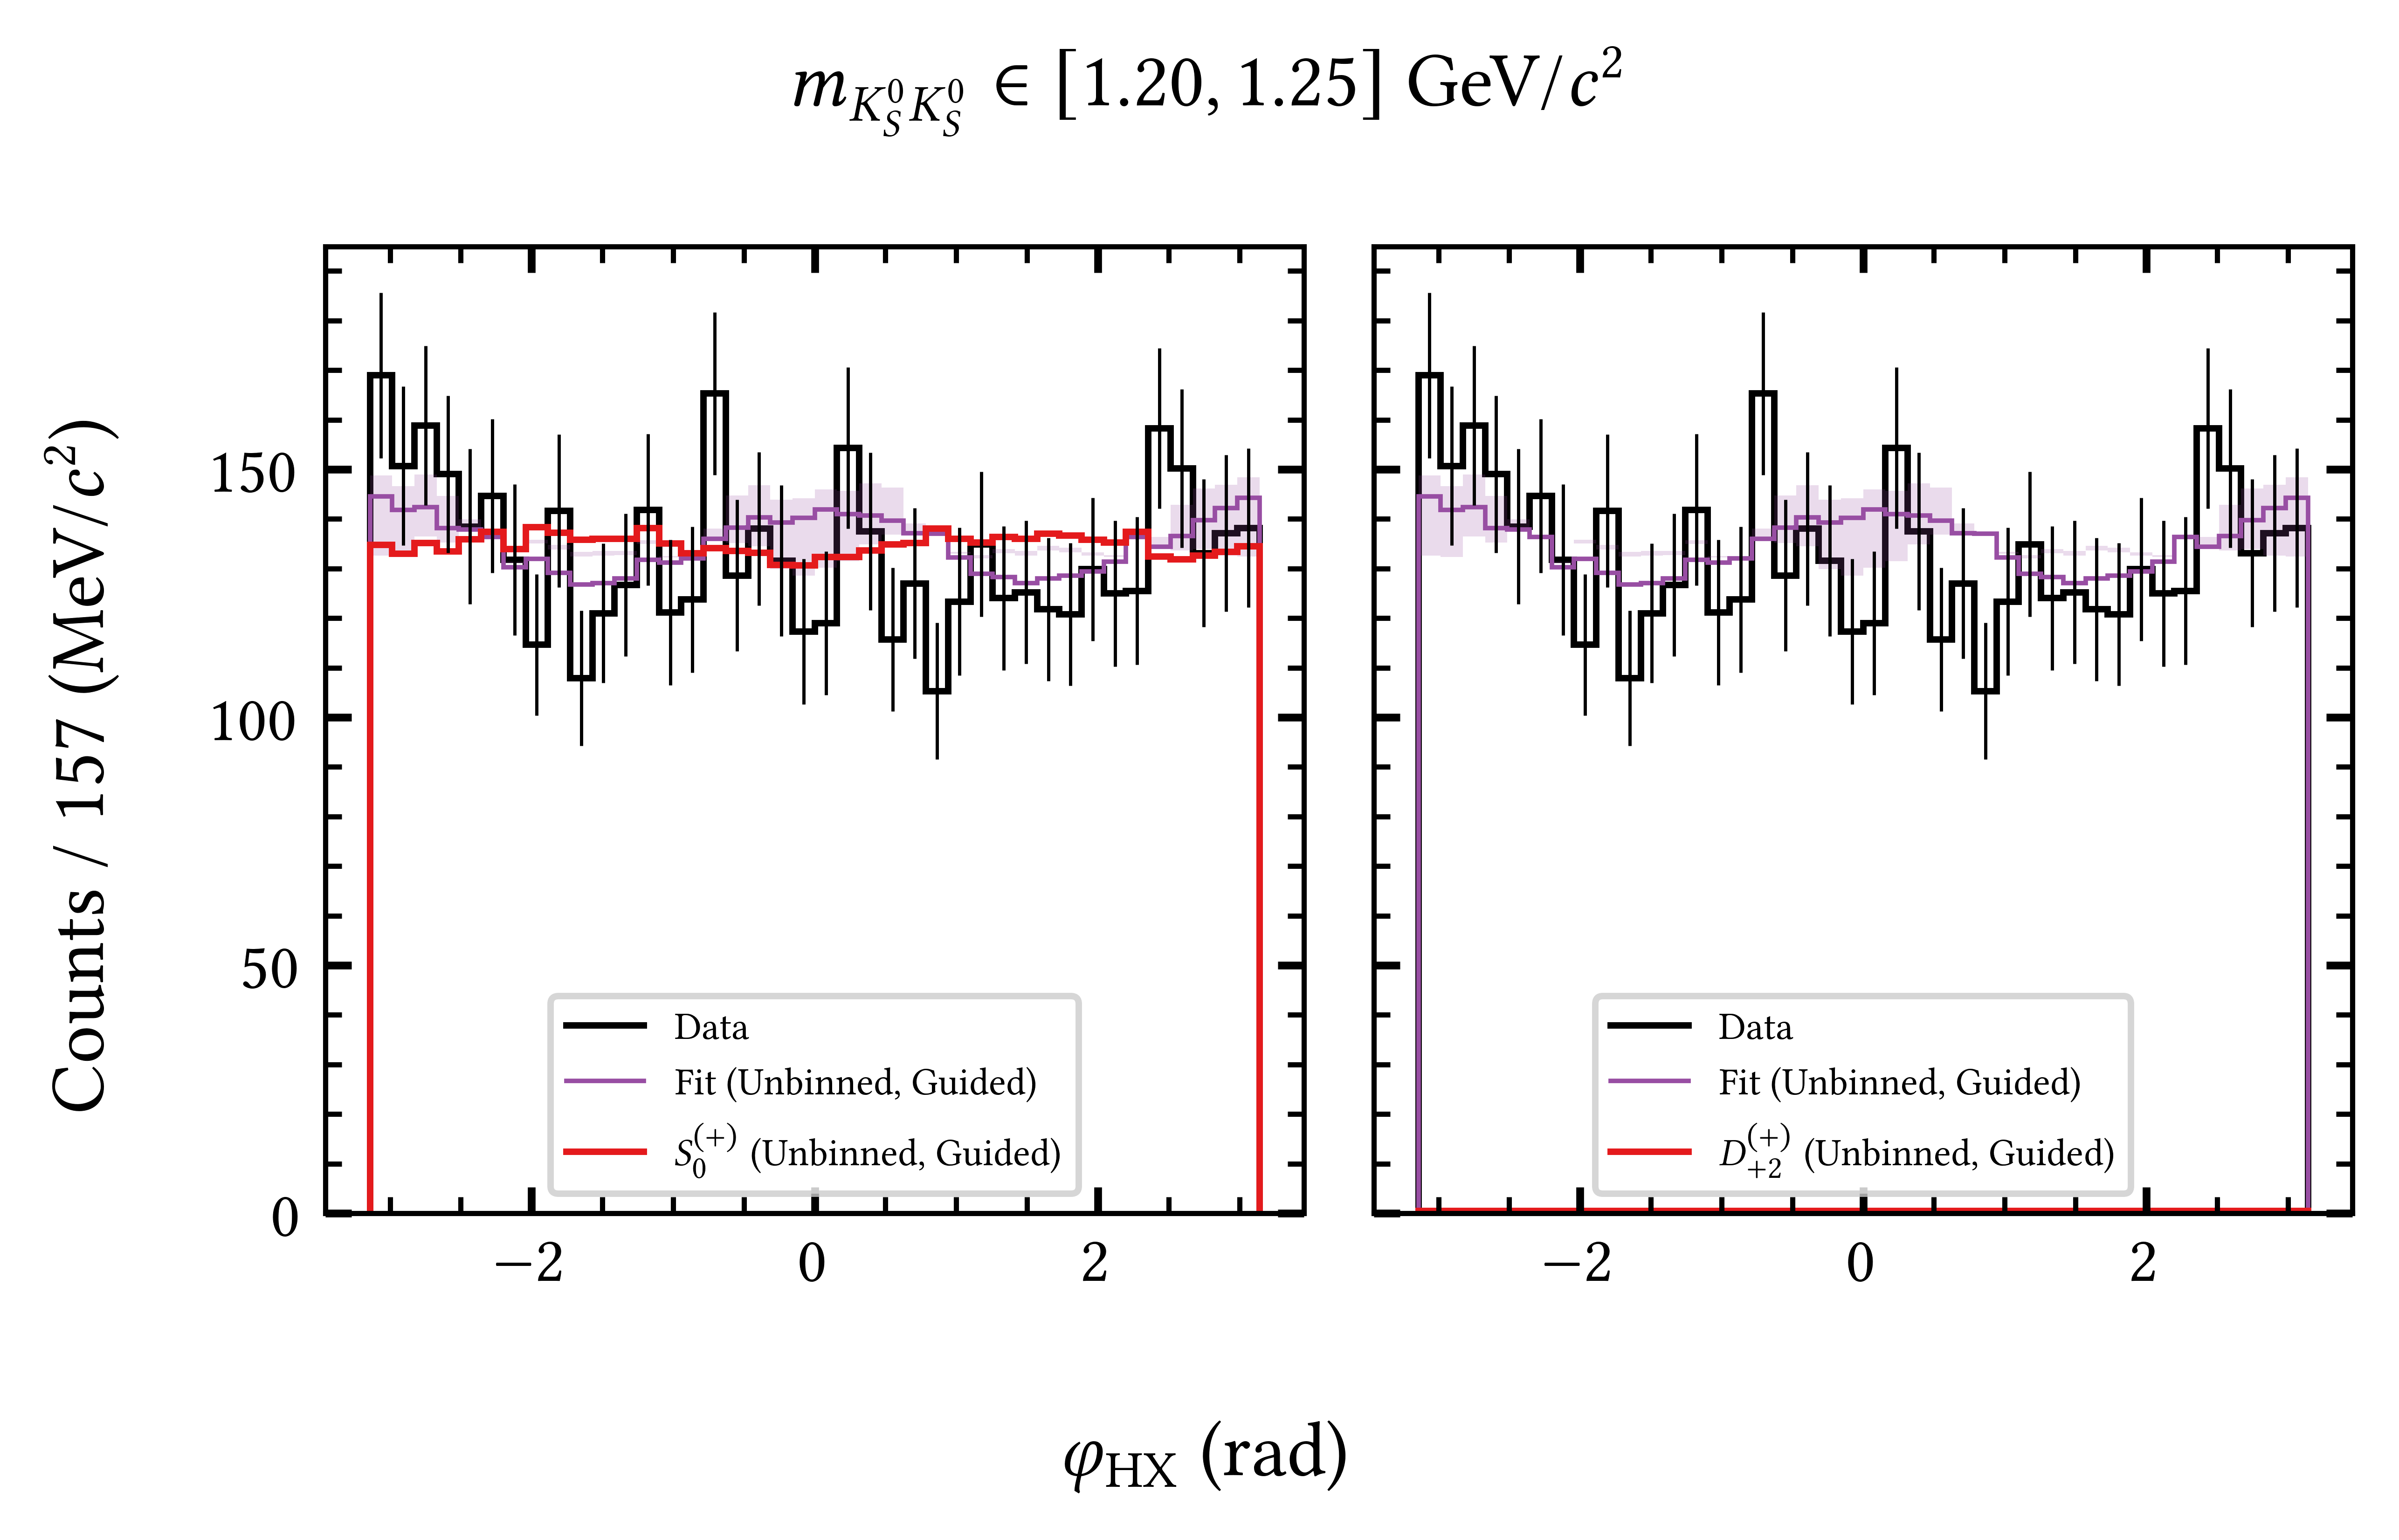 m_{K_S^0 K_S^0} ∈ [1.20, 1.25] GeV/c²
Counts / 157 (MeV/c²)
150
100
50
0
Data
Fit (Unbinned, Guided)
S_0^{(+)} (Unbinned, Guided)
Data
Fit (Unbinned, Guided)
D_{+2}^{(+)} (Unbinned, Guided)
−2 0 2
−2 0 2
φ_HX (rad)